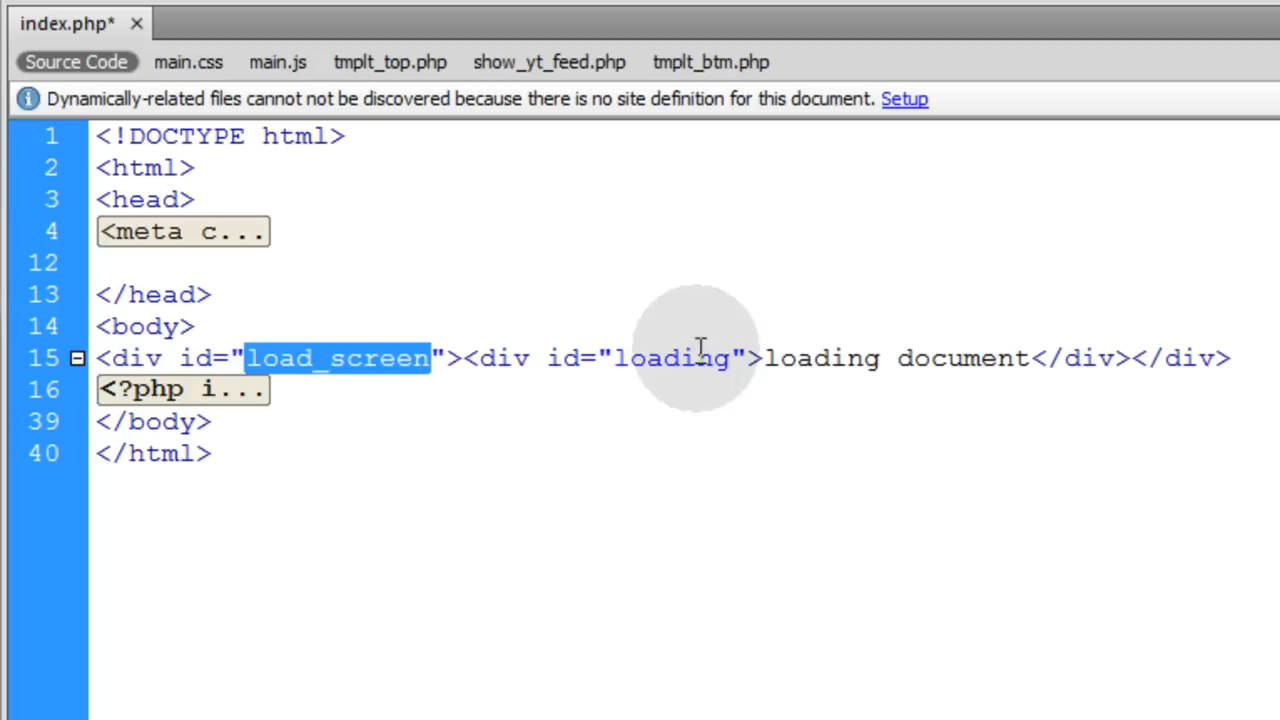 index.php*
Source Code main.css main.js tmplt_top.php show_yt_feed.php tmplt_btm.php
Dynamically-related files cannot not be discovered because there is no site definition for this document. Setup
1 <!DOCTYPE html>
2 <html>
3 <head>
4 <meta c...
12
13 </head>
14 <body>
15 <div id="load_screen"><div id="loading">loading document</div></div>
16 <?php i...
39 </body>
40 </html>